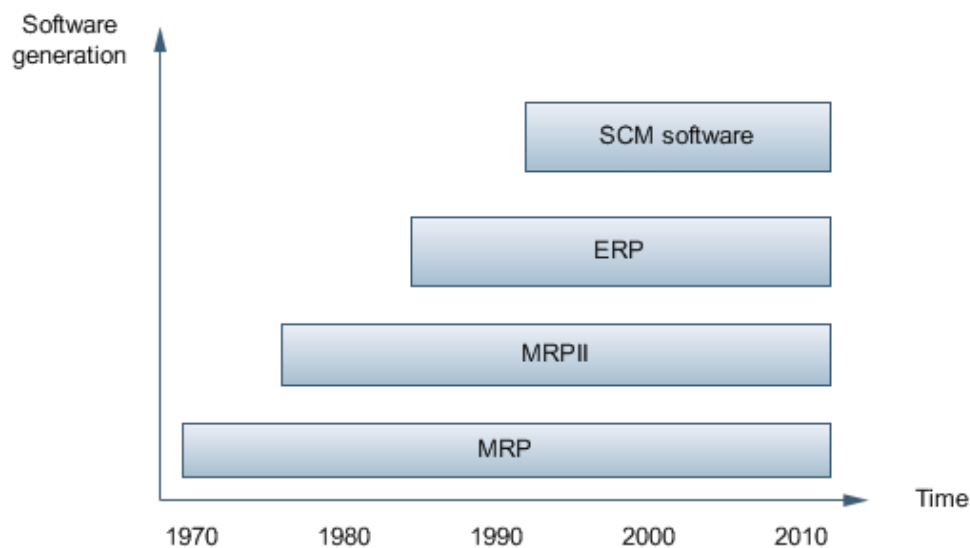 Software
generation
SCM software
ERP
MRPII
MRP
Time
1970 1980 1990 2000 2010